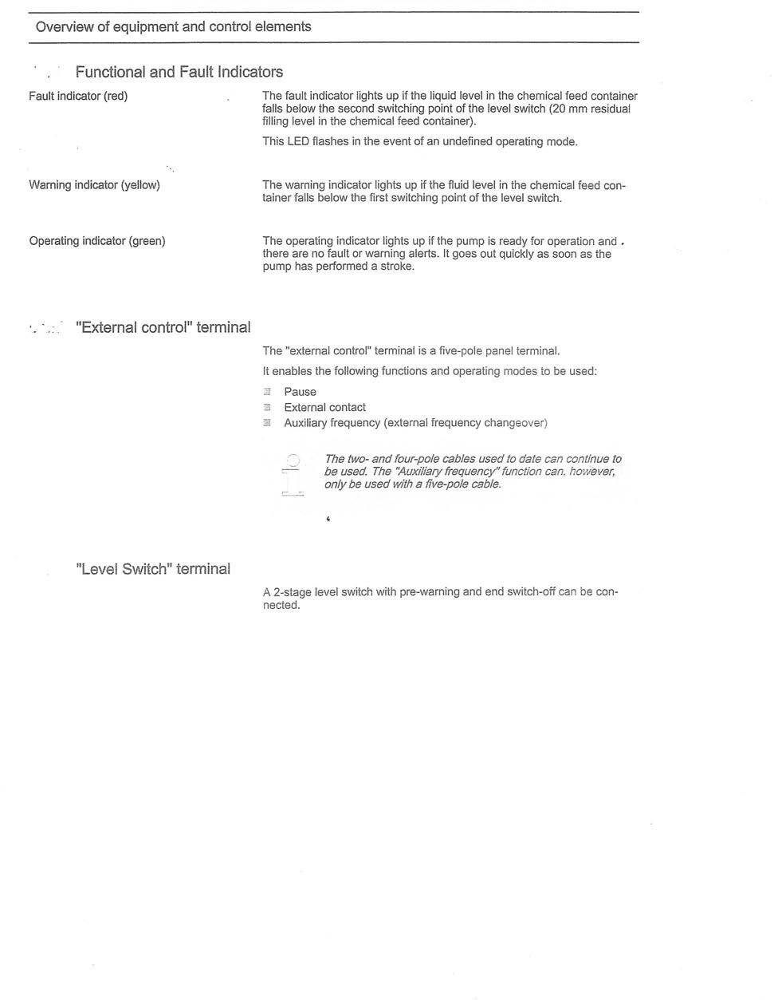 Overview of equipment and control elements
Functional and Fault Indicators
Fault indicator (red)
The fault indicator lights up if the liquid level in the chemical feed container
falls below the second switching point of the level switch (20 mm residual
filling level in the chemical feed container).
This LED flashes in the event of an undefined operating mode.
Warning indicator (yellow)
The warning indicator lights up if the fluid level in the chemical feed con-
tainer falls below the first switching point of the level switch.
Operating indicator (green)
The operating indicator lights up if the pump is ready for operation and
there are no fault or warning alerts. It goes out quickly as soon as the
pump has performed a stroke.
"External control" terminal
The "external control" terminal is a five-pole panel terminal.
It enables the following functions and operating modes to be used:
Pause
External contact
Auxiliary frequency (external frequency changeover)
The two- and four-pole cables used to date can continue to
be used. The "Auxiliary frequency" function can, however,
only be used with a five-pole cable.
"Level Switch" terminal
A 2-stage level switch with pre-warning and end switch-off can be con-
nected.